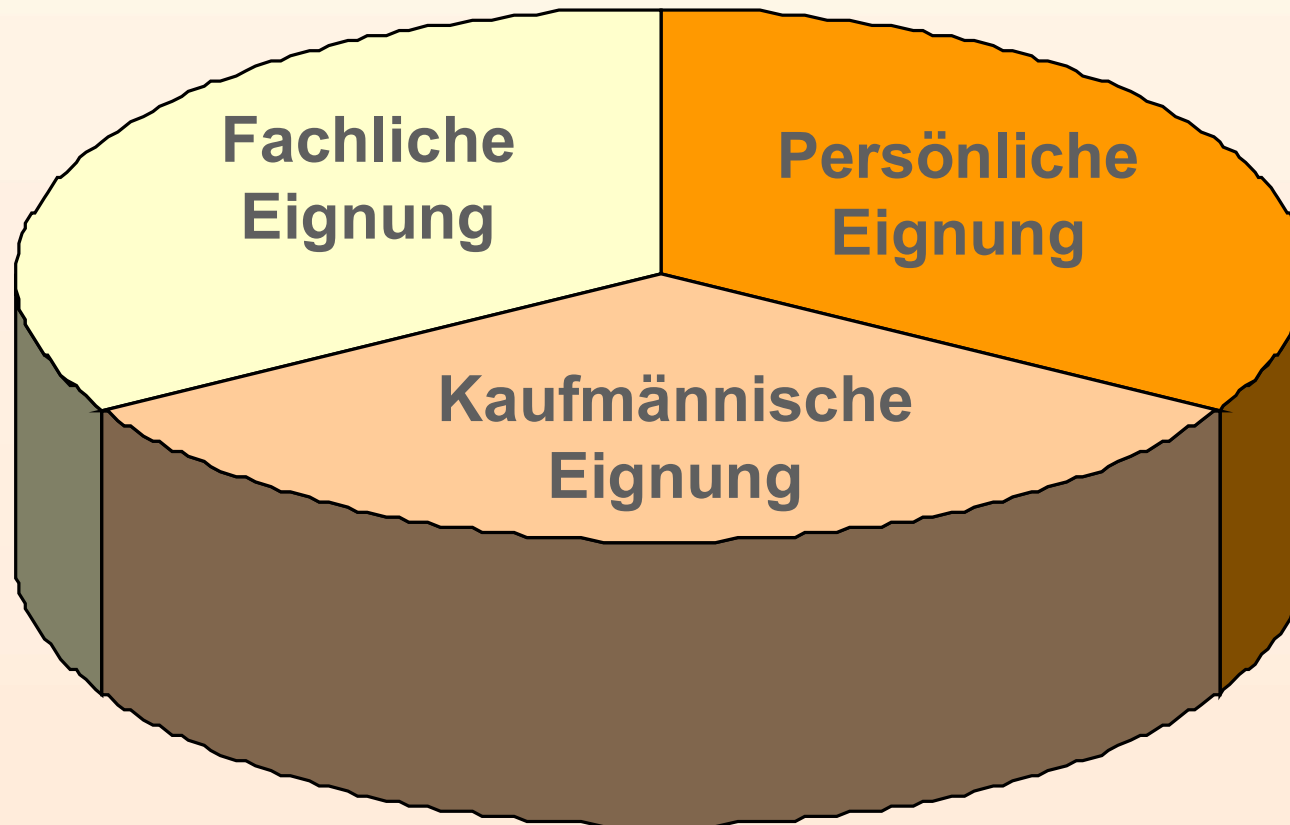 Fachliche
Eignung
Persönliche
Eignung
Kaufmännische
Eignung